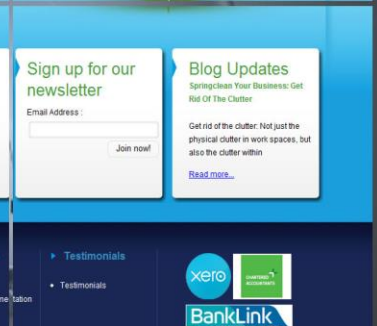 Sign up for our
newsletter
Email Address :
Join now!
Blog Updates
Springclean Your Business: Get
Rid Of The Clutter
Get rid of the clutter: Not just the
physical clutter in work spaces, but
also the clutter within
Read more...
Testimonials
Testimonials
xero
CHARTERED
ACCOUNTANTS
BankLink